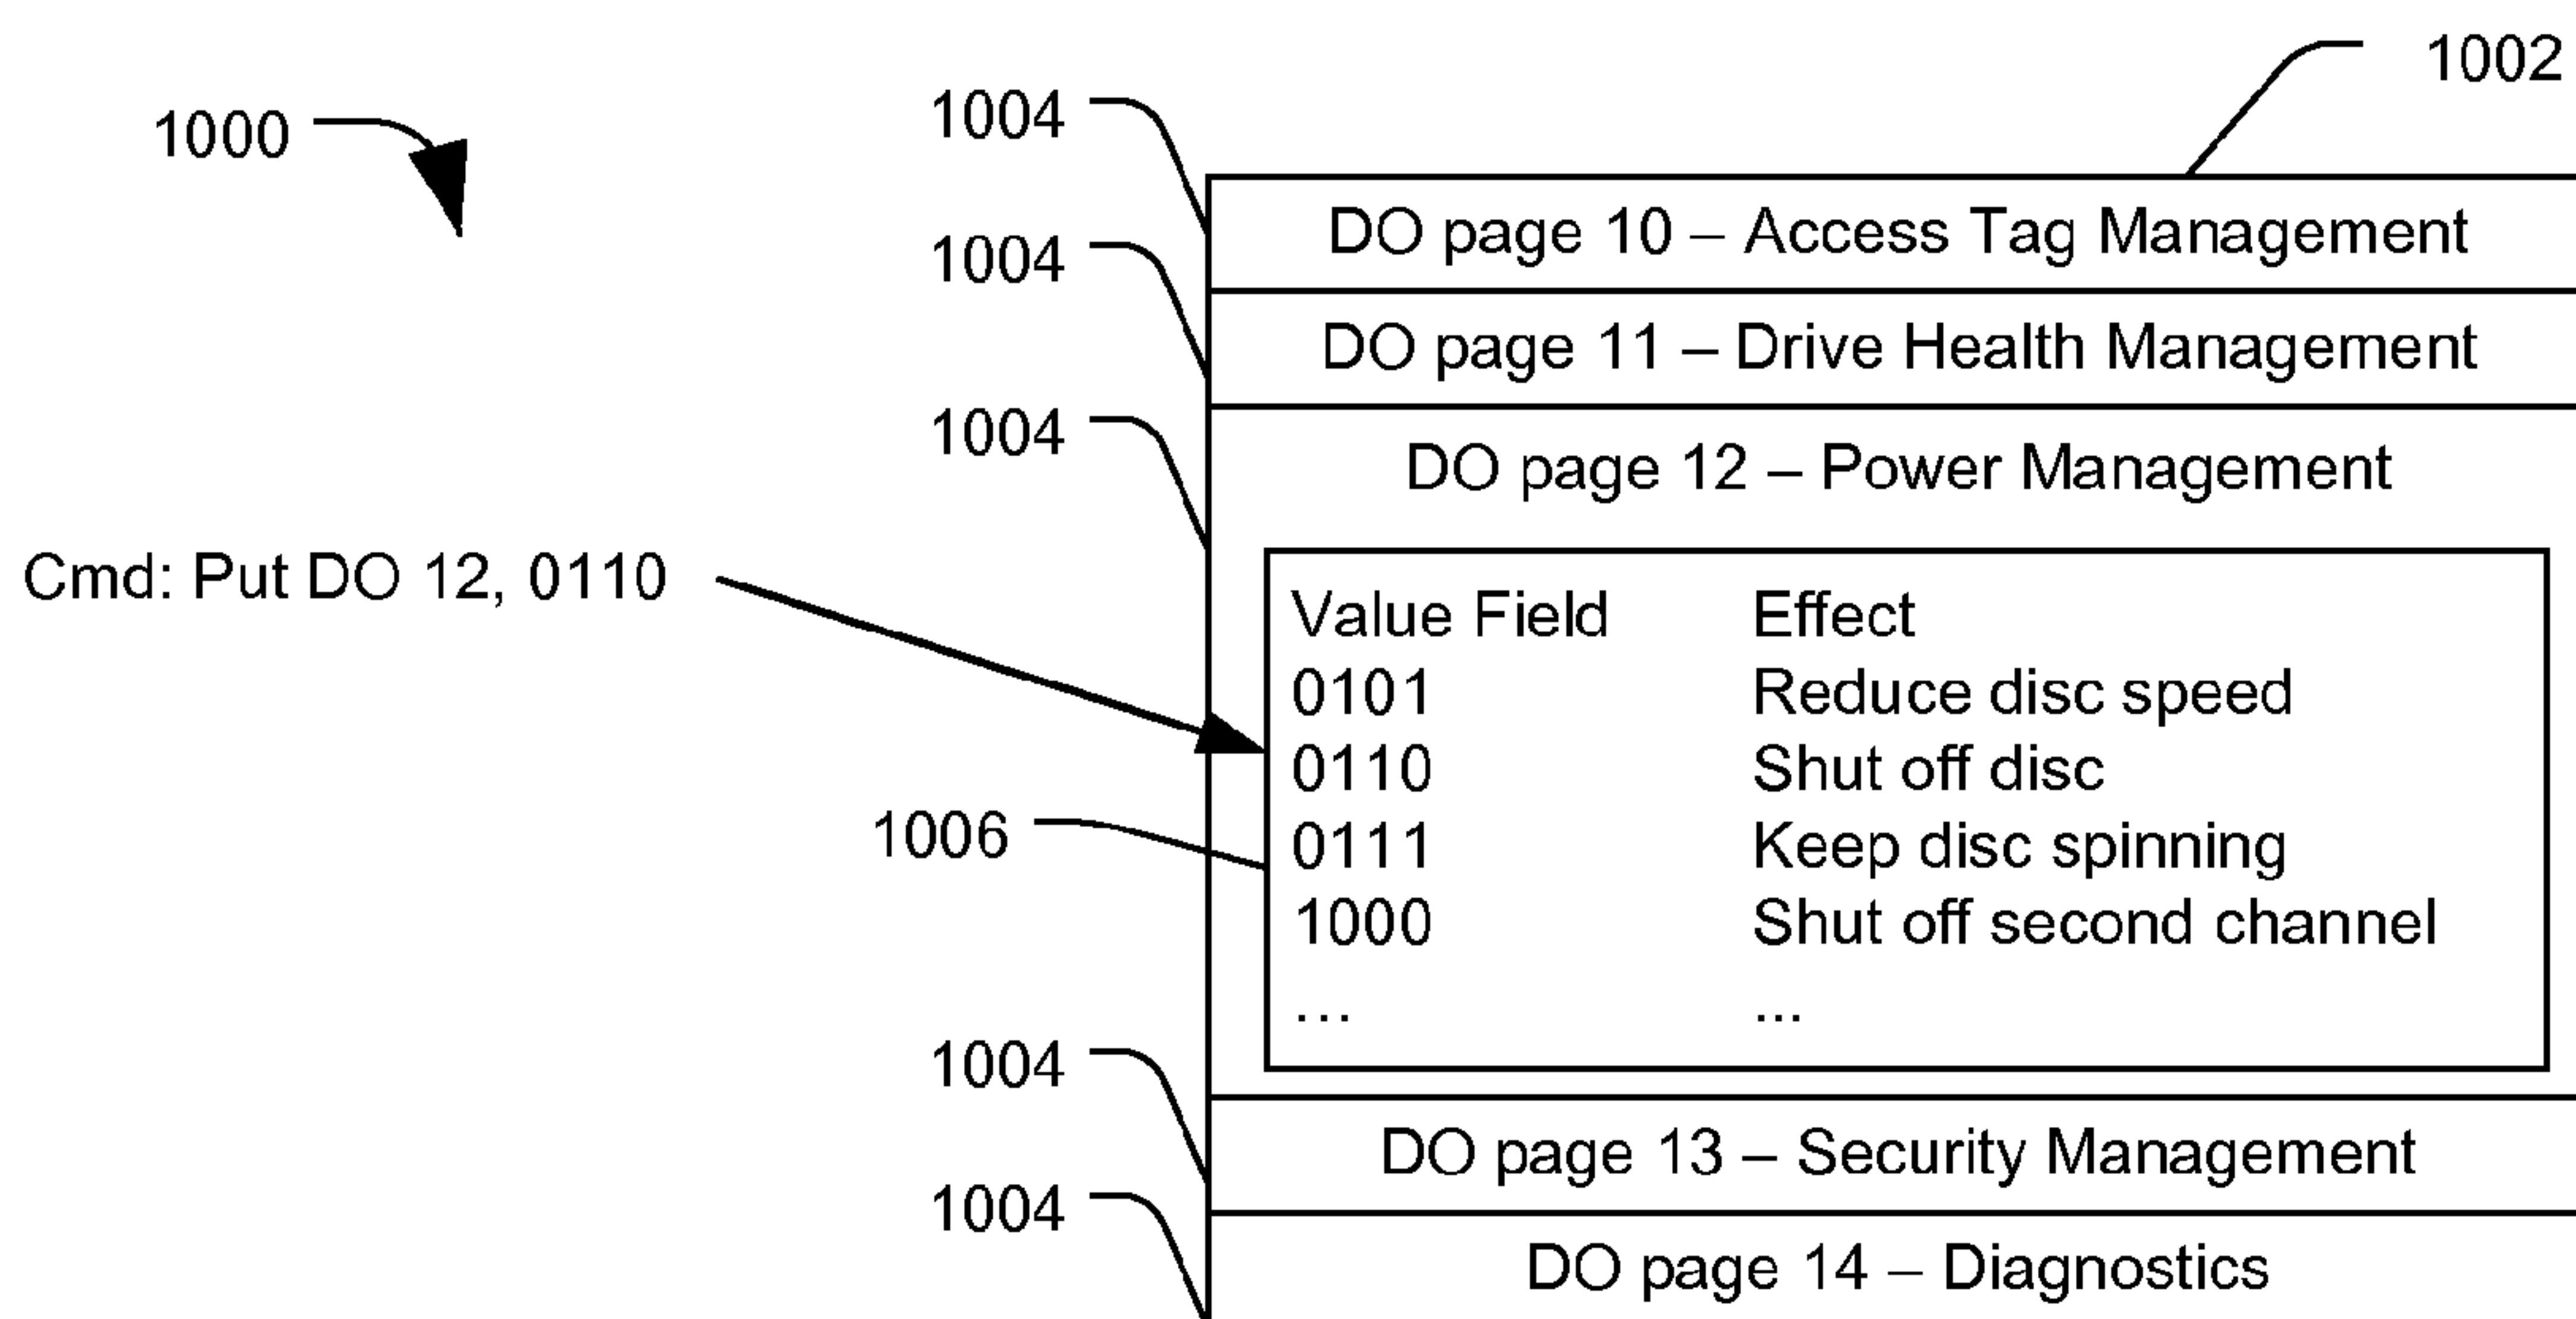 1002
1000
1004
DO page 10 – Access Tag Management
1004
DO page 11 – Drive Health Management
1004
DO page 12 – Power Management
Cmd: Put DO 12, 0110
Value Field Effect
0101 Reduce disc speed
0110 Shut off disc
1006
0111 Keep disc spinning
1000 Shut off second channel
... ...
1004
DO page 13 – Security Management
1004
DO page 14 – Diagnostics